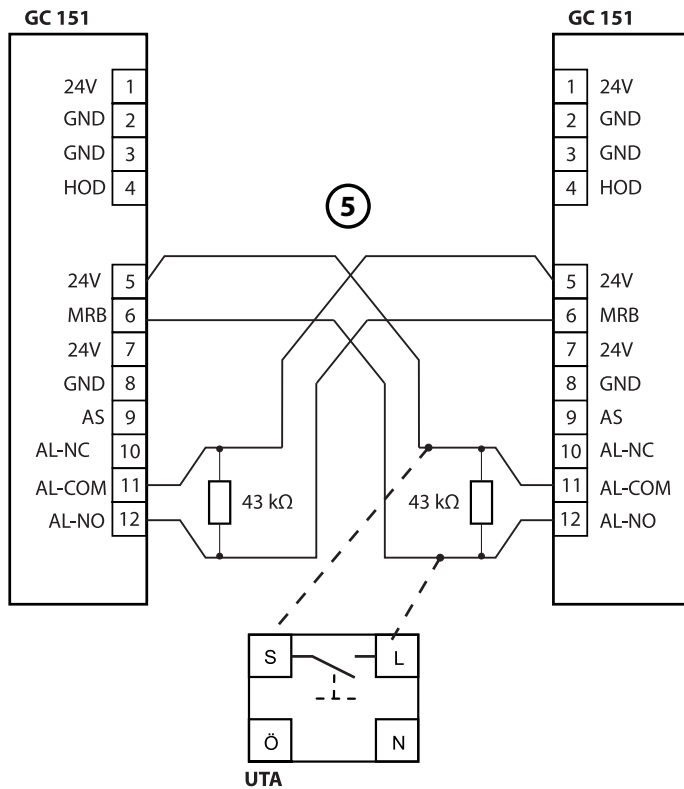 GC 151
GC 151
24V 1
GND 2
GND 3
HOD 4
1 24V
2 GND
3 GND
4 HOD
5
24V 5
MRB 6
24V 7
GND 8
AS 9
AL-NC 10
AL-COM 11
AL-NO 12
5 24V
6 MRB
7 24V
8 GND
9 AS
10 AL-NC
11 AL-COM
12 AL-NO
43 kΩ
43 kΩ
S
L
Ö
N
UTA